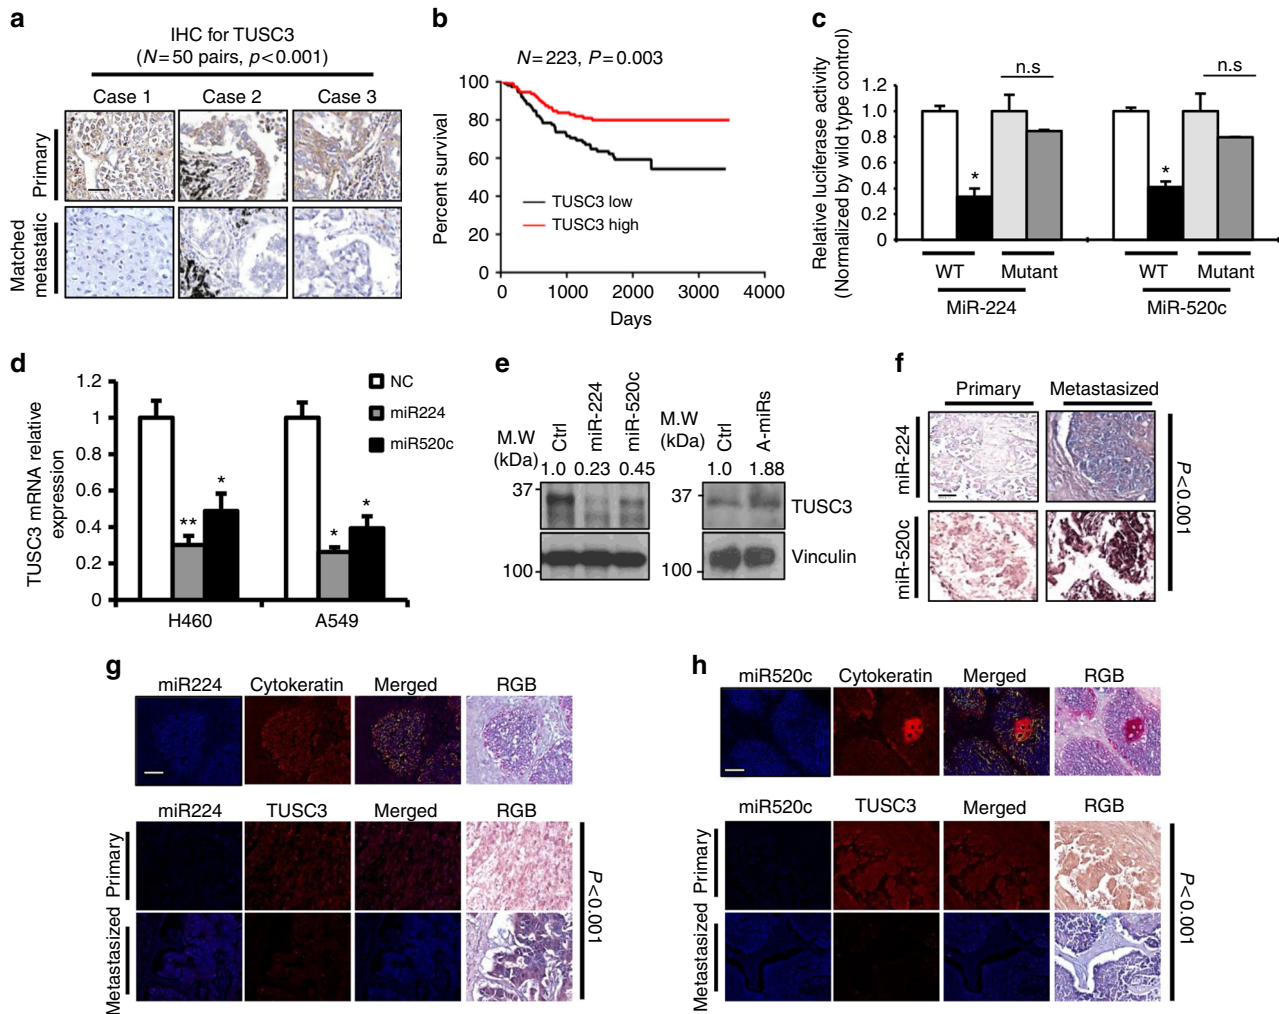 a
IHC for TUSC3
(N=50 pairs, p<0.001)
Case 1 Case 2 Case 3
Primary
Matched metastatic
b
N=223, P=0.003
Percent survival
100
80
60
40
20
0
TUSC3 low
TUSC3 high
0 1000 2000 3000 4000
Days
c
Relative luciferase activity
(Normalized by wild type control)
1.2
1.0
0.8
0.6
0.4
0.2
0
n.s
n.s
*
*
WT Mutant WT Mutant
MiR-224 MiR-520c
d
TUSC3 mRNA relative
expression
1.2
1
0.8
0.6
0.4
0.2
0
NC
miR224
miR520c
** * * *
H460 A549
e
M.W
(kDa)
Ctrl miR-224 miR-520c
1.0 0.23 0.45
37
100
M.W
(kDa)
Ctrl A-miRs
1.0 1.88
37
100
TUSC3
Vinculin
f
Primary Metastasized
miR-224
miR-520c
P<0.001
g
miR224 Cytokeratin Merged RGB
miR224 TUSC3 Merged RGB
Primary
Metastasized
P<0.001
h
miR520c Cytokeratin Merged RGB
miR520c TUSC3 Merged RGB
Primary
Metastasized
P<0.001